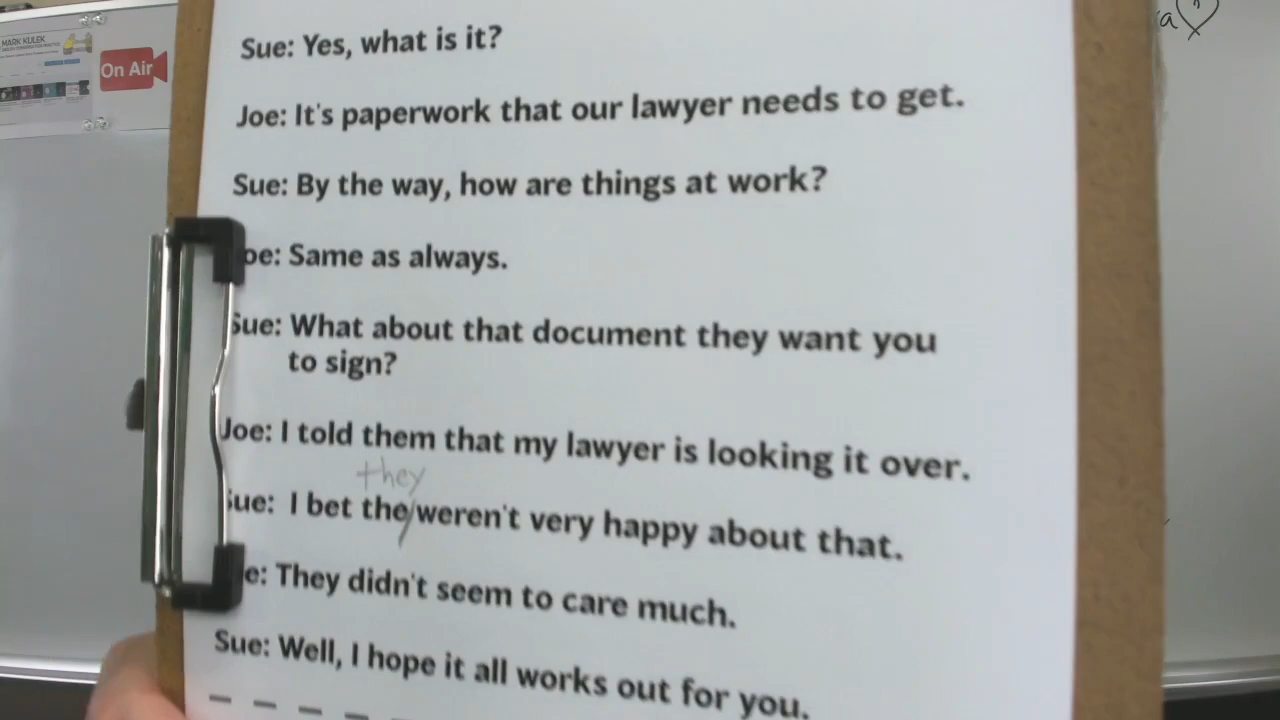 MARK KULEK
On Air
a
Sue: Yes, what is it?
Joe: It's paperwork that our lawyer needs to get.
Sue: By the way, how are things at work?
oe: Same as always.
Sue: What about that document they want you
to sign?
Joe: I told them that my lawyer is looking it over.
they
Sue: I bet the weren't very happy about that.
e: They didn't seem to care much.
Sue: Well, I hope it all works out for you.